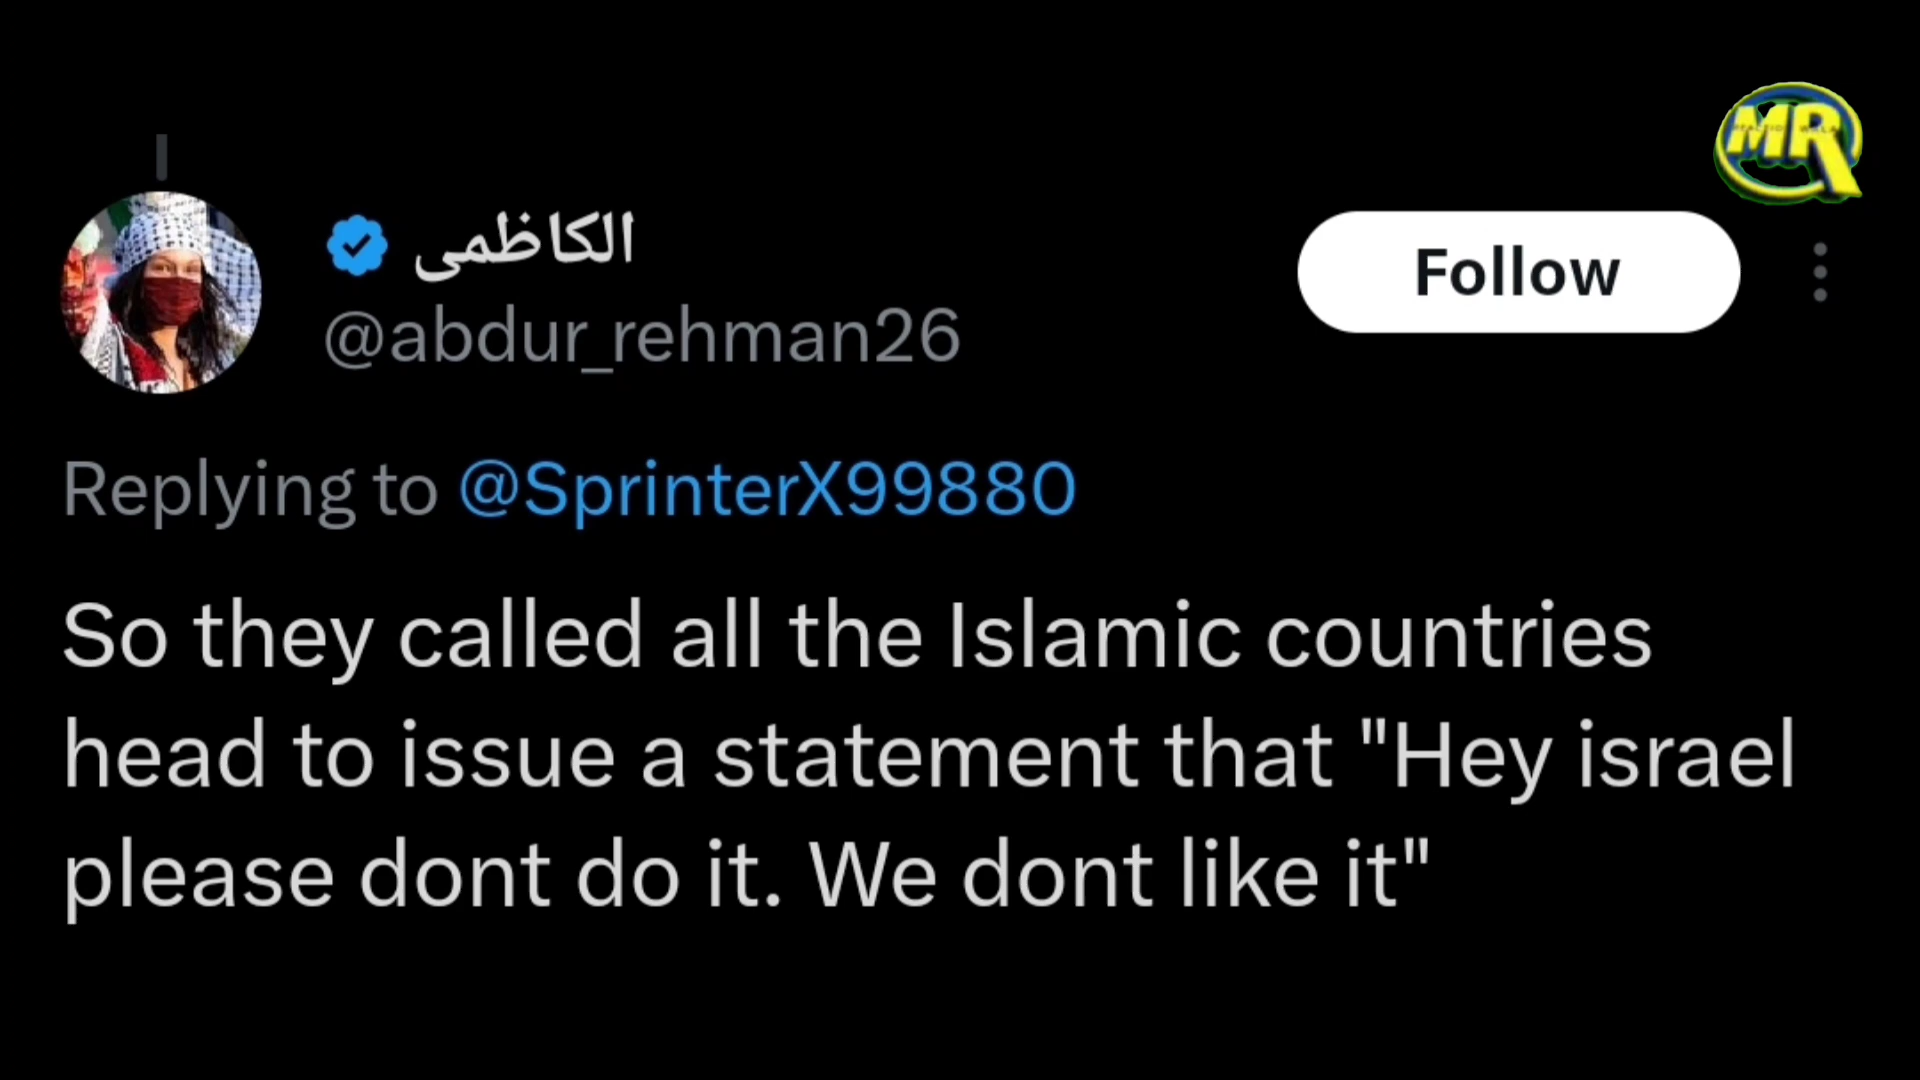 MR
الكاظمی
Follow
@abdur_rehman26
Replying to @SprinterX99880
So they called all the Islamic countries
head to issue a statement that "Hey israel
please dont do it. We dont like it"